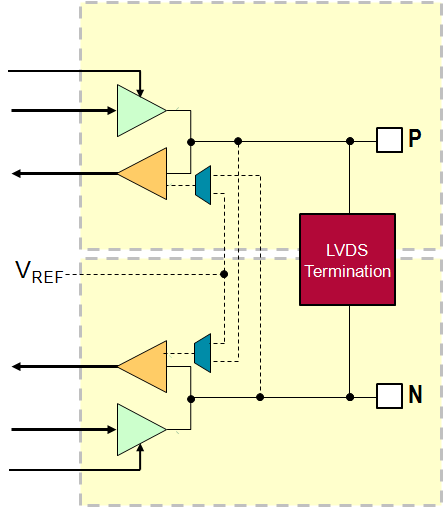 P
LVDS
Termination
VREF
N